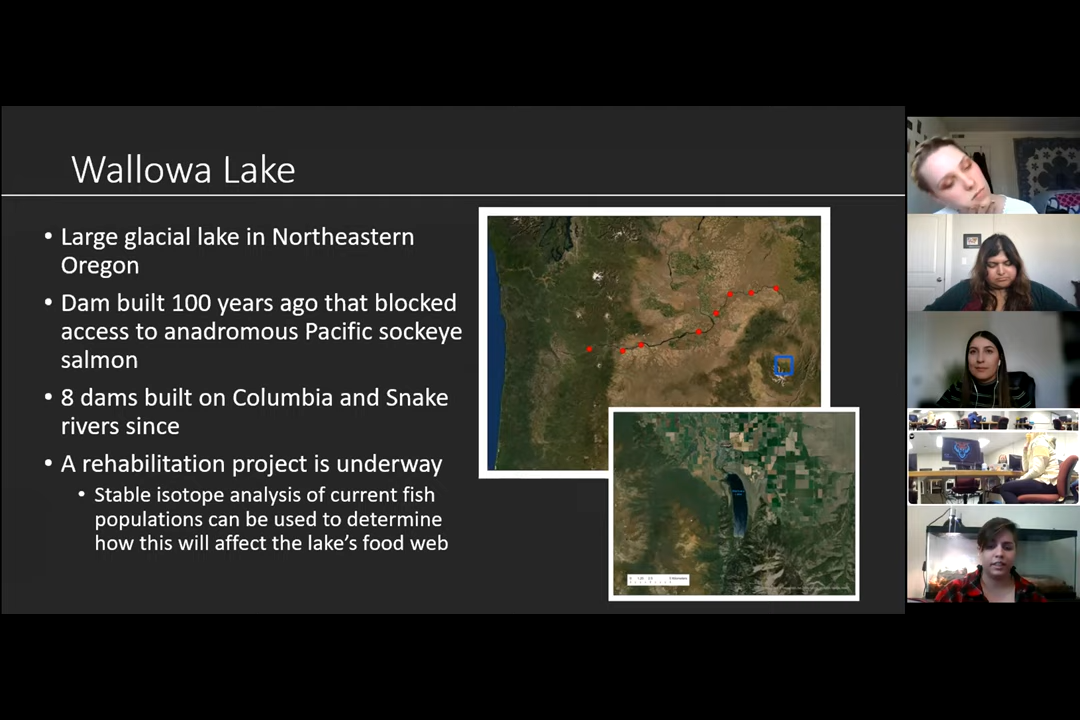 Wallowa Lake
• Large glacial lake in Northeastern
Oregon
• Dam built 100 years ago that blocked
access to anadromous Pacific sockeye
salmon
• 8 dams built on Columbia and Snake
rivers since
• A rehabilitation project is underway
• Stable isotope analysis of current fish
populations can be used to determine
how this will affect the lake’s food web